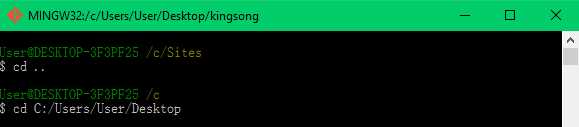 MINGW32:/c/Users/User/Desktop/kingsong
User@DESKTOP-3F3PF25 /c/Sites
$ cd ..
User@DESKTOP-3F3PF25 /c
$ cd C:/Users/User/Desktop